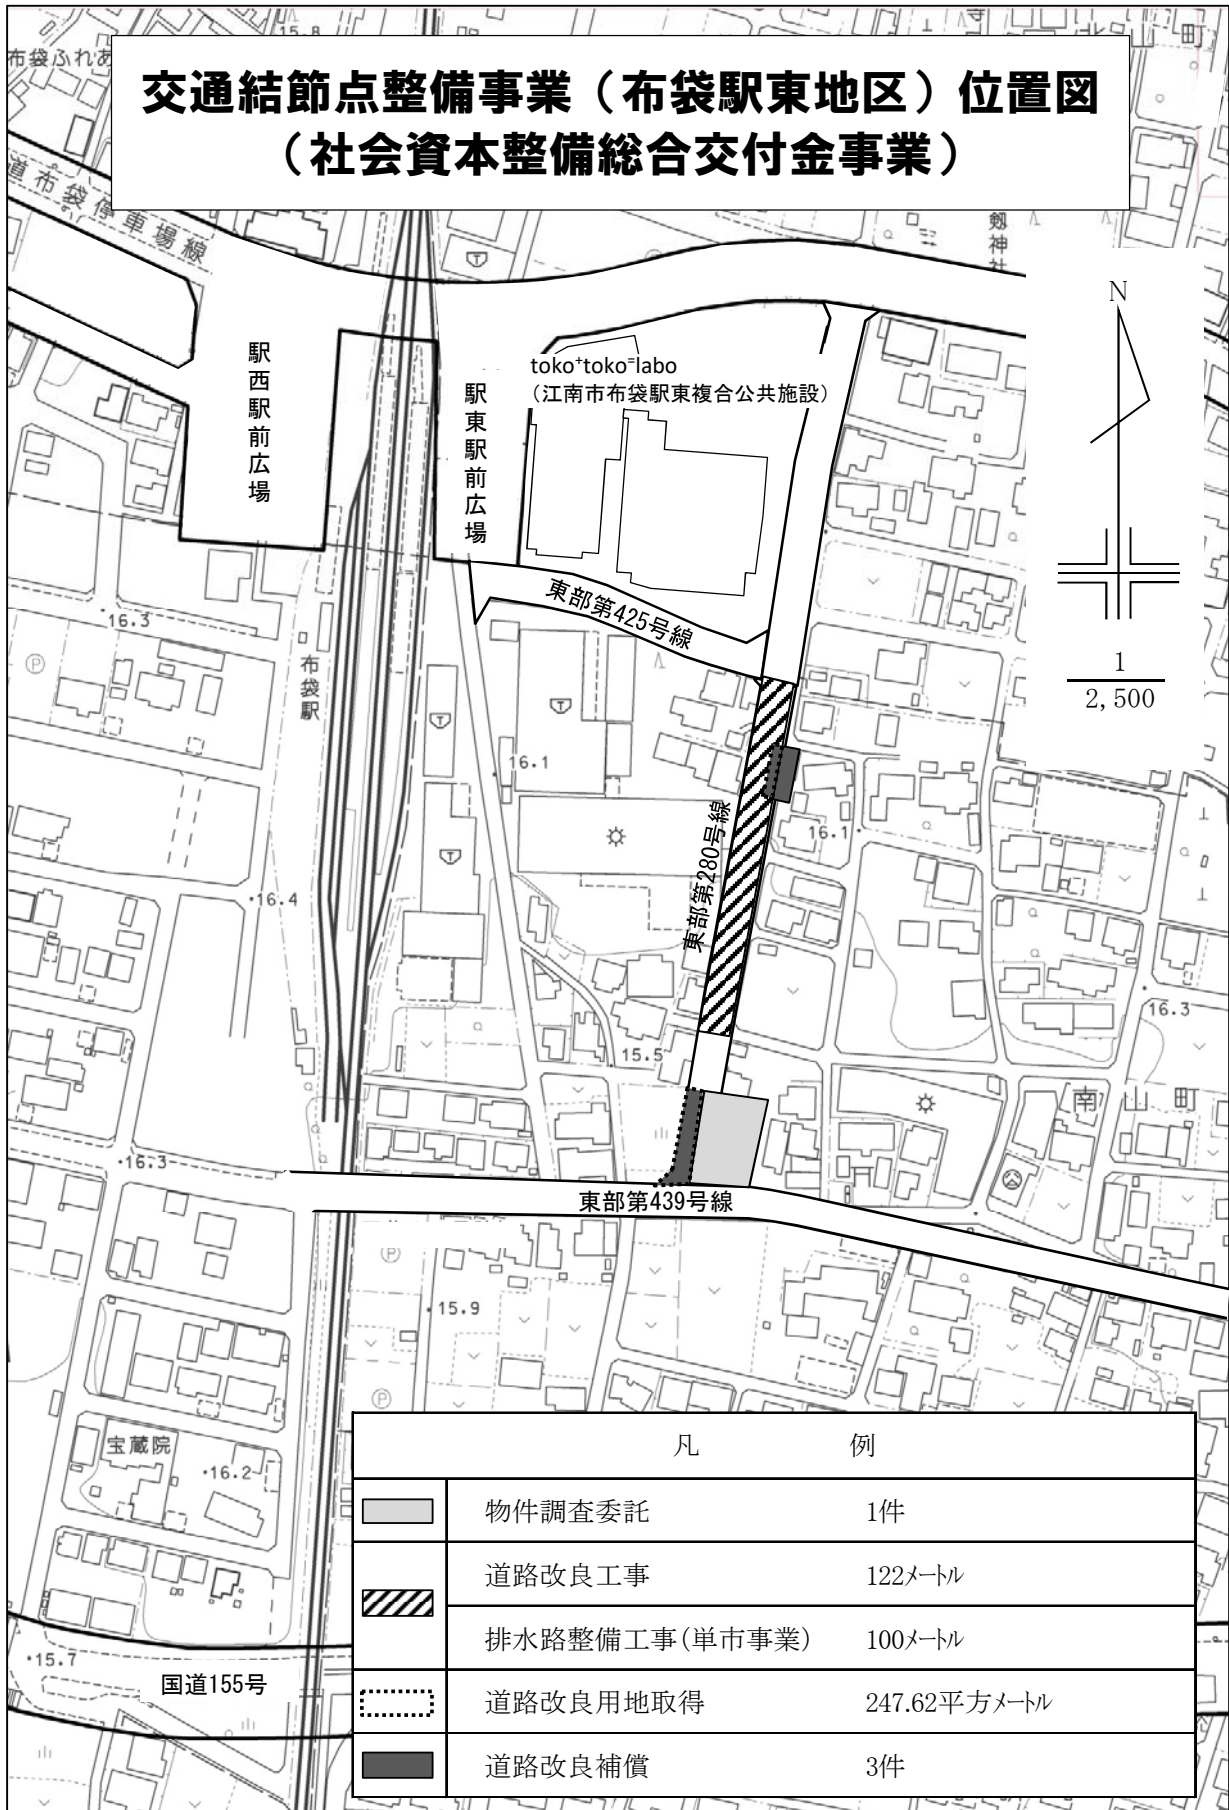 交通結節点整備事業（布袋駅東地区）位置図
（社会資本整備総合交付金事業）
15.8
布袋ふれあ
北山町
道布袋停車場線
剱神社
N
1
2,500
駅西駅前広場
駅東駅前広場
toko⁺toko⁼labo
（江南市布袋駅東複合公共施設）
東部第425号線
16.3
P
布袋駅
T
T
T
T
16.1
東部第280号線
16.1
16.4
16.3
15.5
南山町
16.3
東部第439号線
P
15.9
P
宝蔵院
16.2
15.7
国道155号
凡例
物件調査委託 1件
道路改良工事 122メートル
排水路整備工事(単市事業) 100メートル
道路改良用地取得 247.62平方メートル
道路改良補償 3件